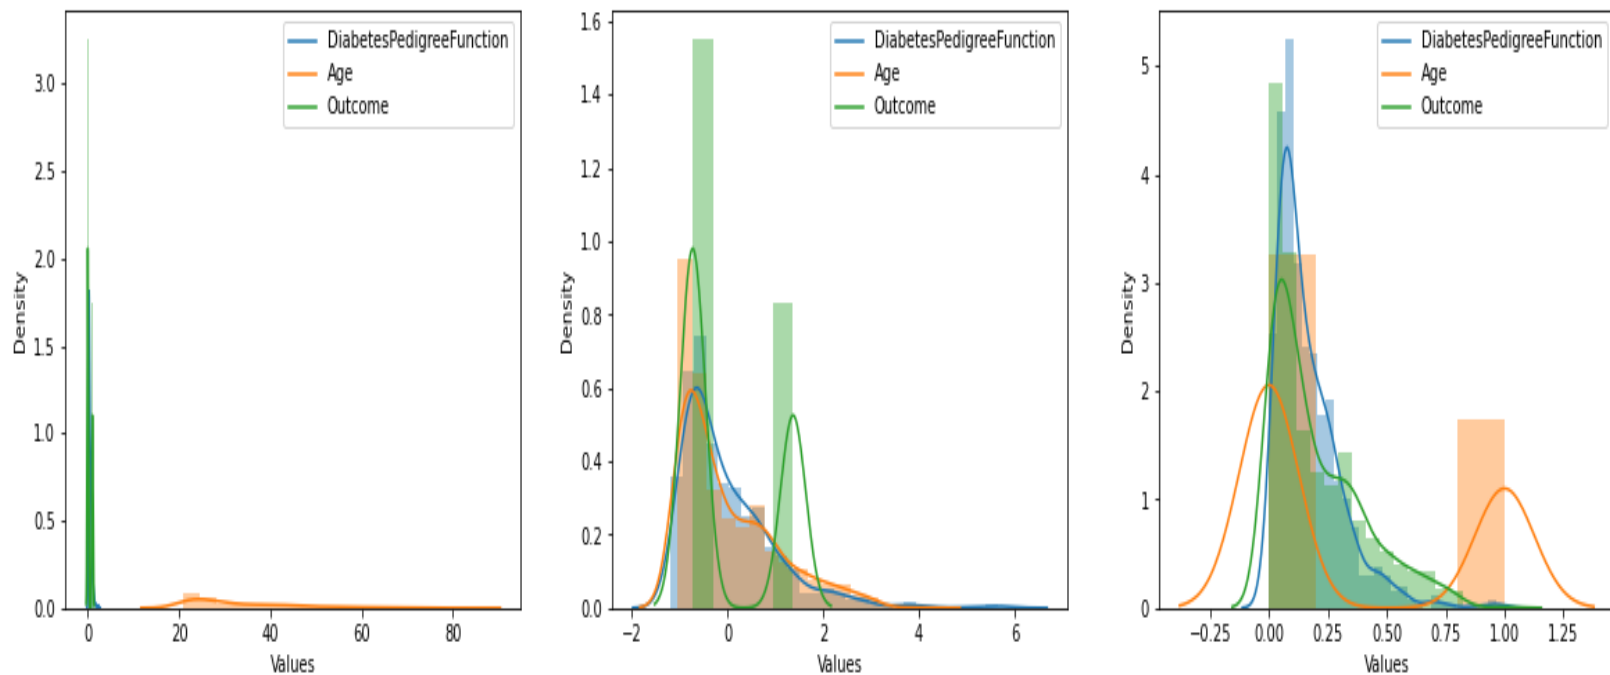 DiabetesPedigreeFunction
Age
Outcome
3.0
2.5
2.0
1.5
1.0
0.5
0.0
Density
0
20
40
60
80
Values
DiabetesPedigreeFunction
Age
Outcome
1.6
1.4
1.2
1.0
0.8
0.6
0.4
0.2
0.0
Density
−2
0
2
4
6
Values
DiabetesPedigreeFunction
Age
Outcome
5
4
3
2
1
0
Density
−0.25
0.00
0.25
0.50
0.75
1.00
1.25
Values